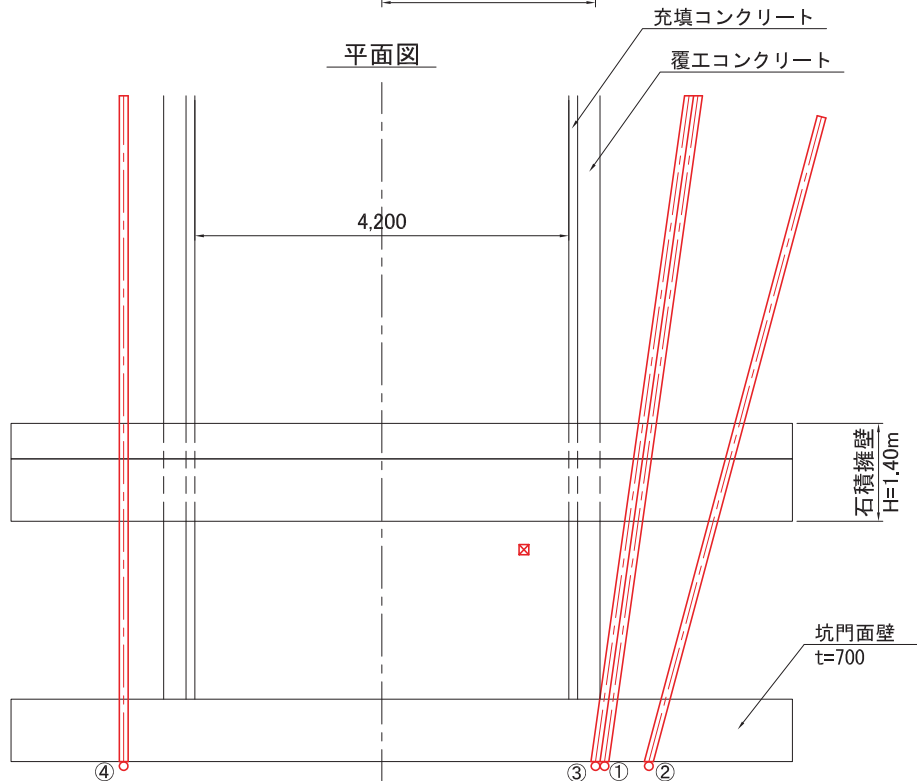 充填コンクリート
平面図
覆工コンクリート
4,200
石積擁壁
H=1.40m
坑門面壁
t=700
④
③
①
②